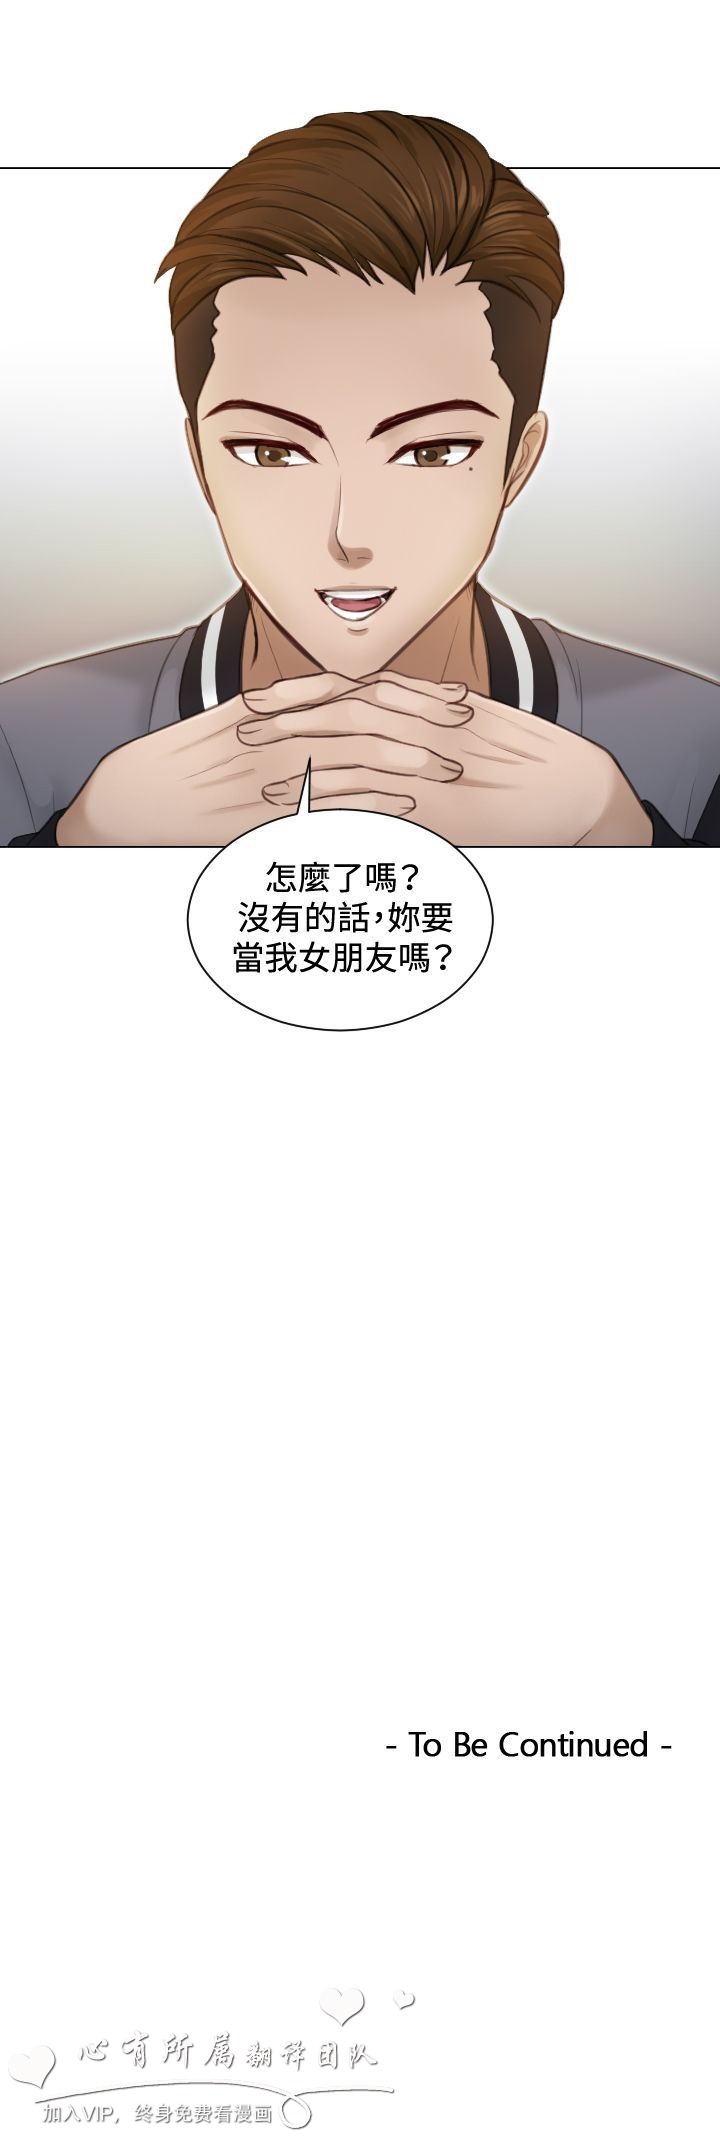 怎麼了嗎？
沒有的話，妳要
當我女朋友嗎？
- To Be Continued -
心有所属翻译团队
加入VIP，终身免费看漫画